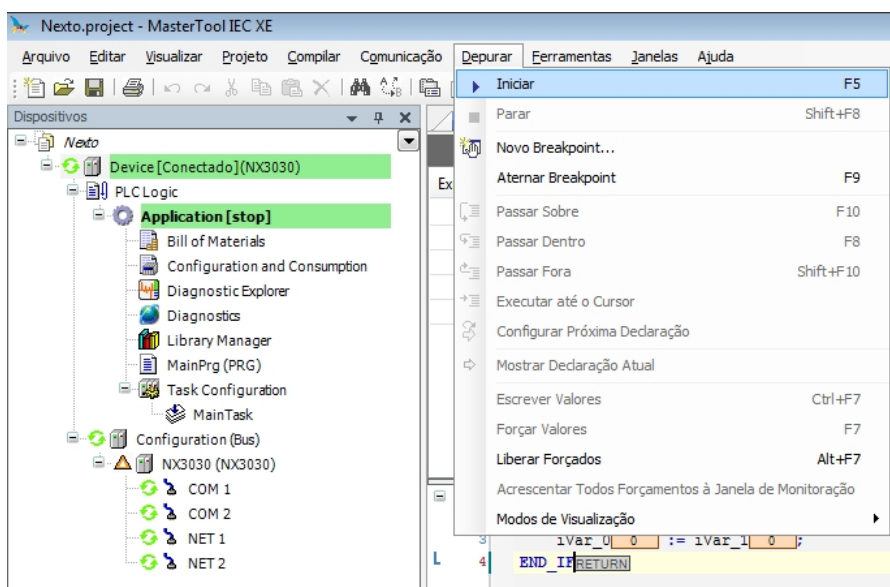 Nexto.project - MasterTool IEC XE
Arquivo Editar Visualizar Projeto Compilar Comunicação Depurar Ferramentas Janelas Ajuda
Dispositivos
Nexto
Device [Conectado] (NX3030)
PLC Logic
Application [stop]
Bill of Materials
Configuration and Consumption
Diagnostic Explorer
Diagnostics
Library Manager
MainPrg (PRG)
Task Configuration
MainTask
Configuration (Bus)
NX3030 (NX3030)
COM 1
COM 2
NET 1
NET 2
Ex
Iniciar F5
Parar Shift+F8
Novo Breakpoint...
Aternar Breakpoint F9
Passar Sobre F10
Passar Dentro F8
Passar Fora Shift+F10
Executar até o Cursor
Configurar Próxima Declaração
Mostrar Declaração Atual
Escrever Valores Ctrl+F7
Forçar Valores F7
Liberar Forçados Alt+F7
Acrescentar Todos Forçamentos à Janela de Monitoração
Modos de Visualização
3 iVar_0 0 := iVar_1 0 ;
L 4 END_IF RETURN